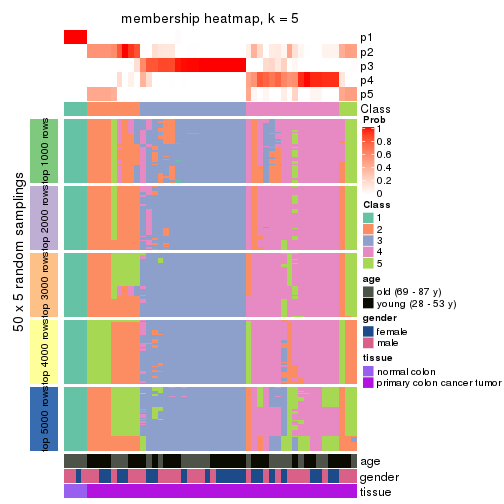 membership heatmap, k = 5
p1
p2
p3
p4
p5
Class
50 x 5 random samplings
top 1000 rows
top 2000 rows
top 3000 rows
top 4000 rows
top 5000 rows
age
gender
tissue
Prob
1
0.8
0.6
0.4
0.2
0
Class
1
2
3
4
5
age
old (69 - 87 y)
young (28 - 53 y)
gender
female
male
tissue
normal colon
primary colon cancer tumor